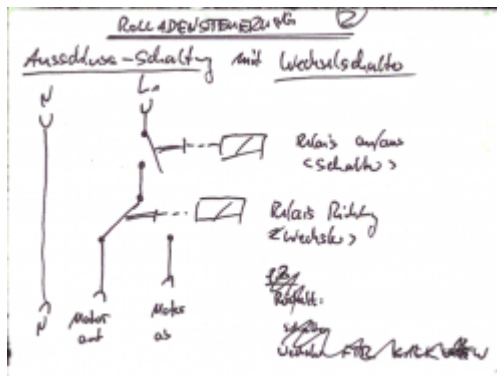 ROLLADENSTEUERUNG 2
Ausschluss-Schaltung mit Wechselschalter
N L
Relais an/aus
<Schalter>
Relais Richtung
<Wechsler>
N Motor auf Motor ab